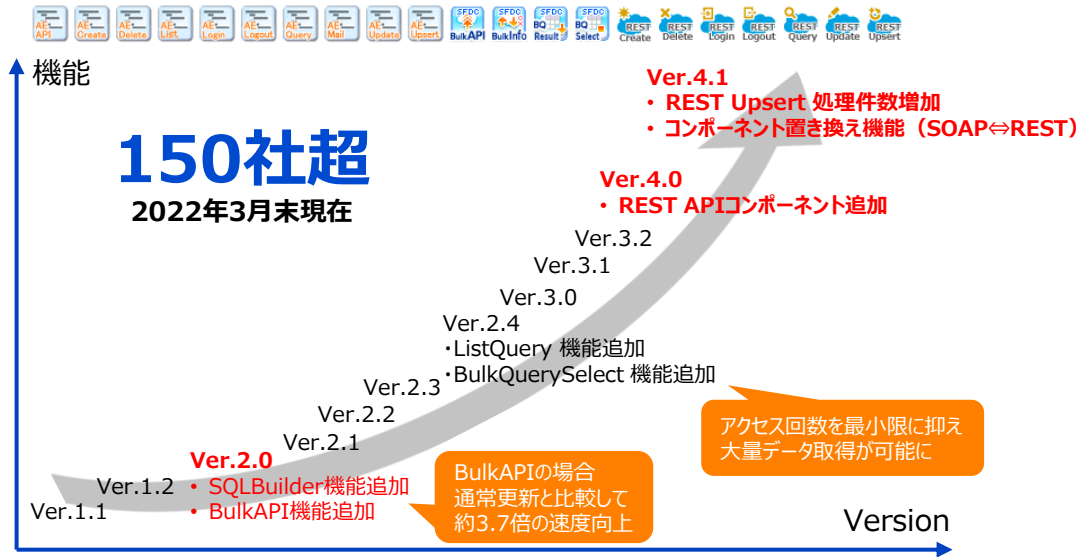 AE- API
AE- Create
AE- Delete
AE- List
AE- Login
AE- Logout
AE- Query
AE- Mail
AE- Update
AE- Upsert
SFDC BulkAPI
SFDC BulkInfo
SFDC BQ Result
SFDC BQ Select
REST Create
REST Delete
REST Login
REST Logout
REST Query
REST Update
REST Upsert
機能
Ver.4.1
• REST Upsert 処理件数増加
• コンポーネント置き換え機能（SOAP⇔REST）
150社超
2022年3月末現在
Ver.4.0
• REST APIコンポーネント追加
Ver.3.2
Ver.3.1
Ver.3.0
Ver.2.4
・ListQuery 機能追加
・BulkQuerySelect 機能追加
Ver.2.3
Ver.2.2
Ver.2.1
アクセス回数を最小限に抑え
大量データ取得が可能に
Ver.2.0
• SQLBuilder機能追加
• BulkAPI機能追加
Ver.1.2
Ver.1.1
BulkAPIの場合
通常更新と比較して
約3.7倍の速度向上
Version